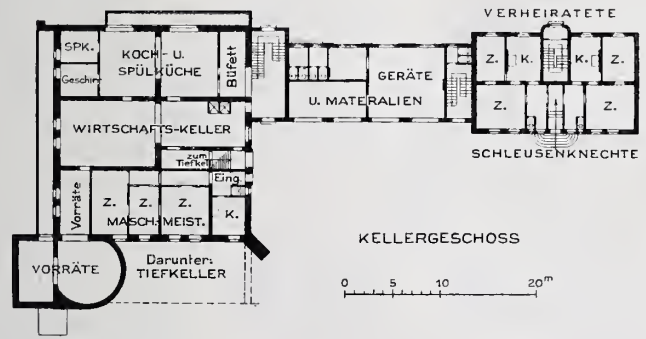 VERHEIRATETE
SPK.
KOCH- U.
SPÜLKÜCHE
Büfett
Geschirr
GERÄTE
U. MATERIALIEN
Z.
K.
K.
Z.
Z.
Z.
SCHLEUSENKNECHTE
WIRTSCHAFTS-KELLER
zum
Tiefkel
Eing.
Vorräte
Z.
Z.
Z.
MASCH-MEIST.
K.
VORRÄTE
Darunter:
TIEFKELLER
KELLERGESCHOSS
0 5 10 20m